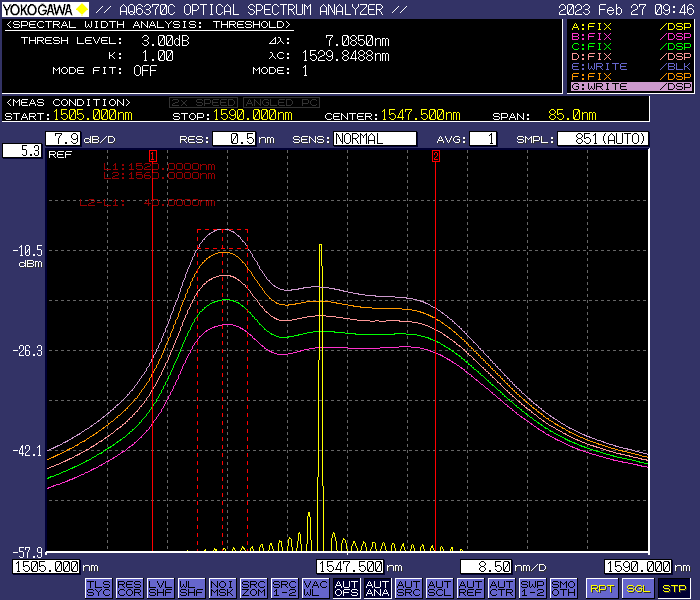 YOKOGAWA // AQ6370C OPTICAL SPECTRUM ANALYZER // 2023 Feb 27 09:46
<SPECTRAL WIDTH ANALYSIS: THRESHOLD>
THRESH LEVEL: 3.00dB Δλ: 7.0850nm
K: 1.00 λC: 1529.8488nm
MODE FIT: OFF MODE: 1
A:FIX /DSP
B:FIX /DSP
C:FIX /DSP
D:FIX /DSP
E:WRITE /BLK
F:FIX /DSP
G:WRITE /DSP
<MEAS CONDITION> 2X SPEED ANGLED PC
START:1505.000nm STOP:1590.000nm CENTER:1547.500nm SPAN: 85.0nm
7.9 dB/D RES: 0.5 nm SENS: NORMAL AVG: 1 SMPL: 851(AUTO)
5.3 REF
1 2
L1:1520.0000nm
L2:1560.0000nm
L2-L1: 40.0000nm
-10.5
dBm
-26.3
-42.1
-57.9
1505.000 nm 1547.500 nm 8.50 nm/D 1590.000 nm
TLS SYC RES COR LVL SHF WL SHF NOI MSK SRC ZOM SRC 1-2 VAC WL AUT OFS AUT ANA AUT SRC AUT SCL AUT REF AUT CTR SWP 1-2 SMO OTH RPT SGL STP